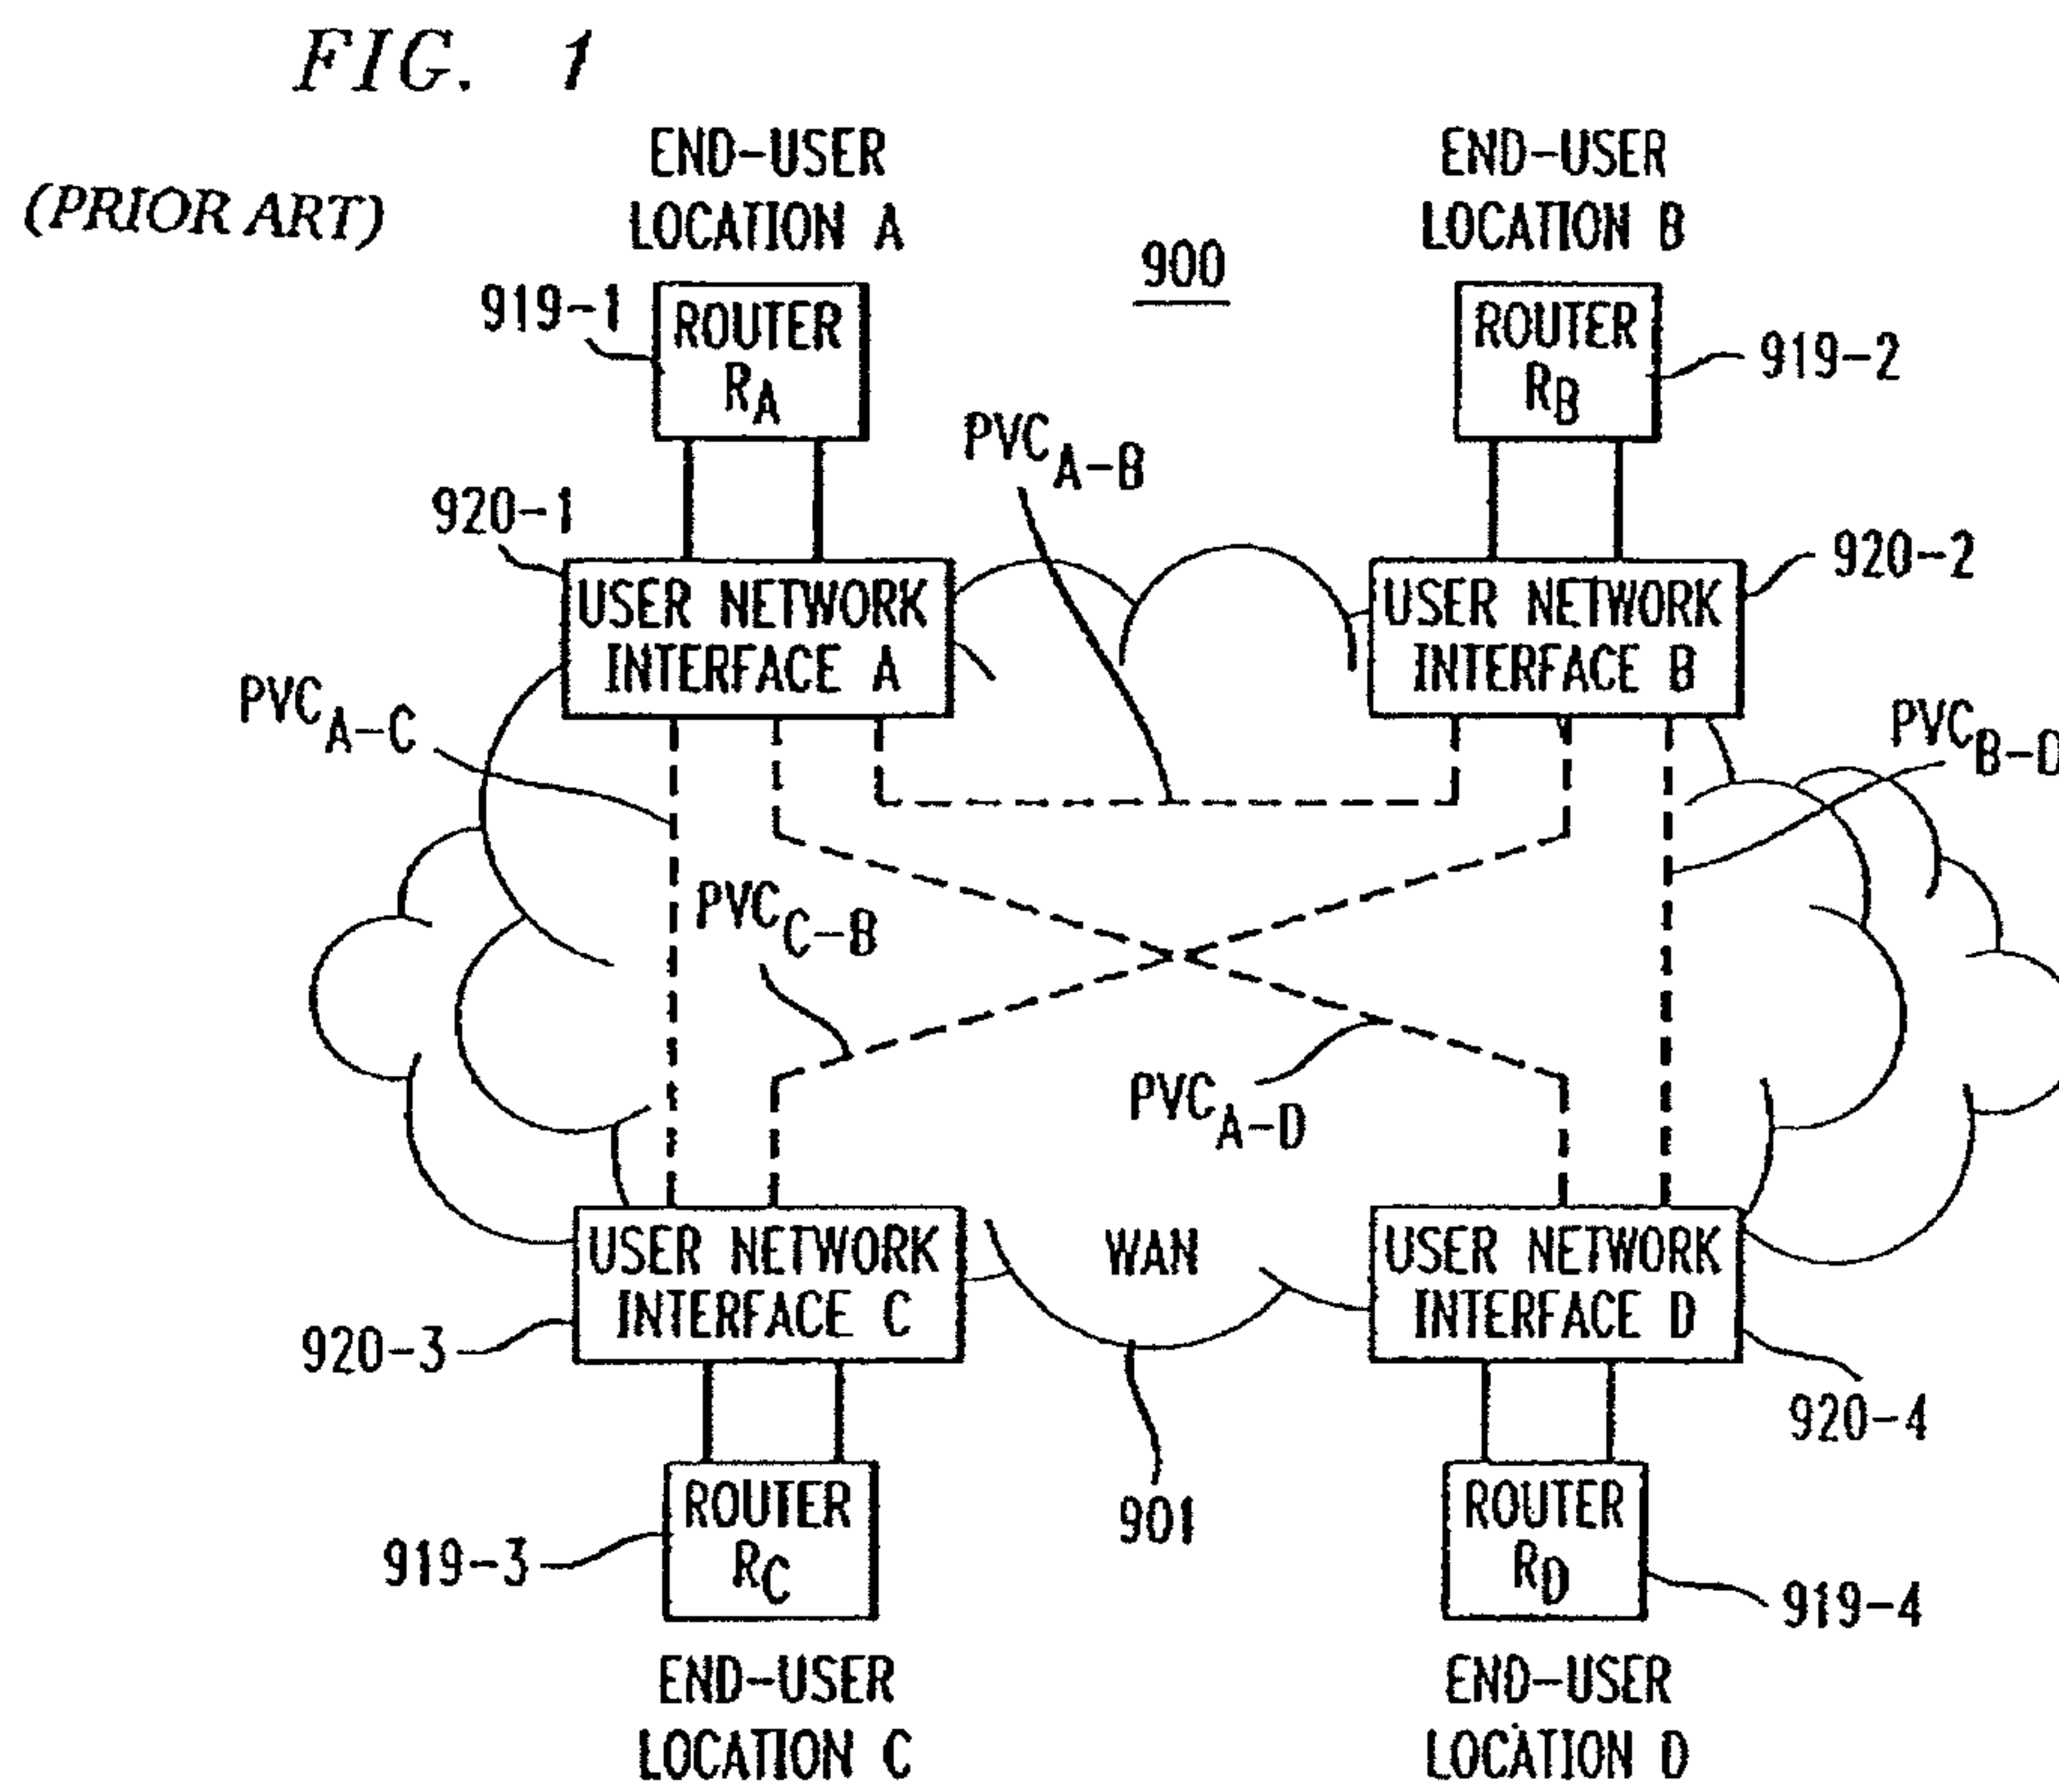 FIG. 1
(PRIOR ART)
END-USER
LOCATION A
END-USER
LOCATION B
900
919-1
ROUTER
RA
ROUTER
RB
919-2
PVCA-B
920-1
USER NETWORK
INTERFACE A
USER NETWORK
INTERFACE B
920-2
PVCA-C
PVCB-D
PVCC-B
PVCA-D
USER NETWORK
INTERFACE C
WAN
USER NETWORK
INTERFACE D
920-3
920-4
ROUTER
RC
901
ROUTER
RD
919-3
919-4
END-USER
LOCATION C
END-USER
LOCATION D